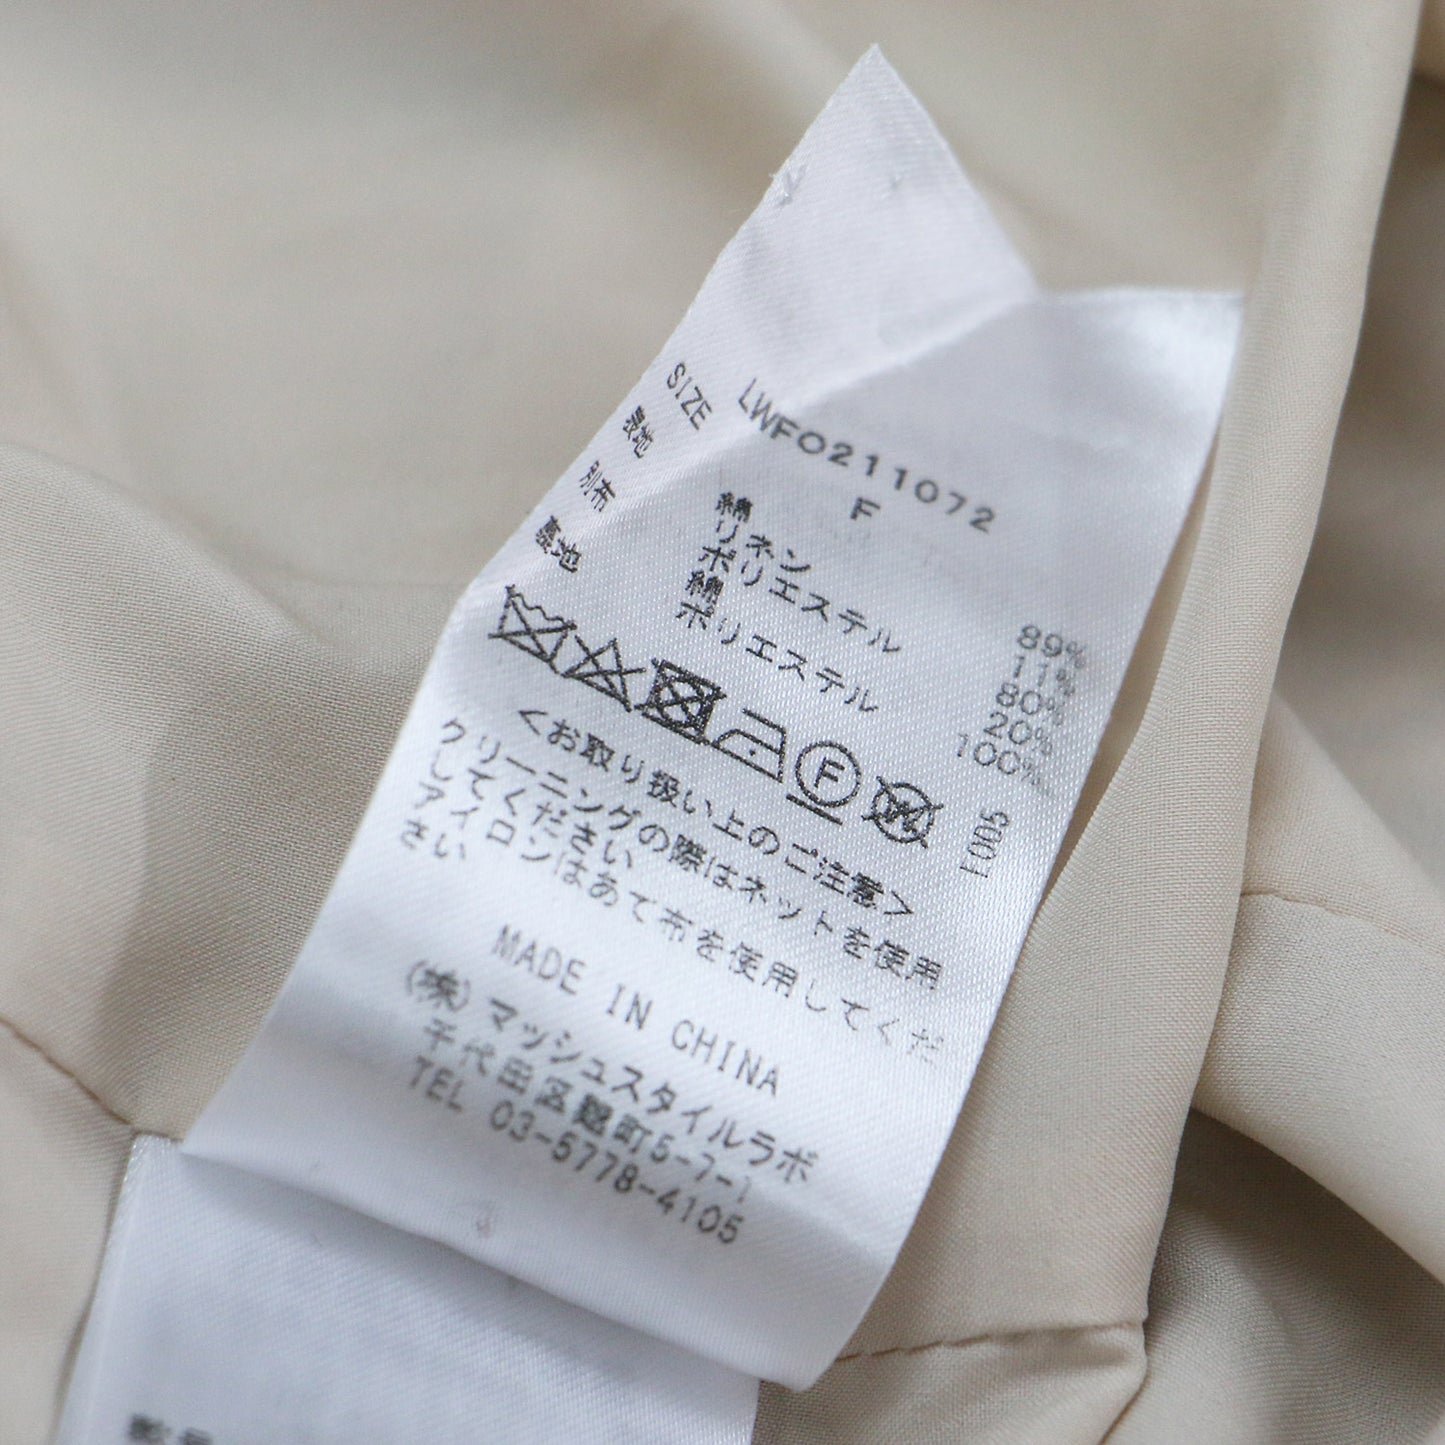 LWFO211072
SIZE F
表地 綿 89%
リネン 11%
別布 ポリエステル 80%
綿 20%
裏地 ポリエステル 100%
F W
E005
<お取り扱い上のご注意>
クリーニングの際はネットを使用
してください
アイロンはあて布を使用してくだ
さい
MADE IN CHINA
(株)マッシュスタイルラボ
千代田区麹町5-7-1
TEL 03-5778-4105